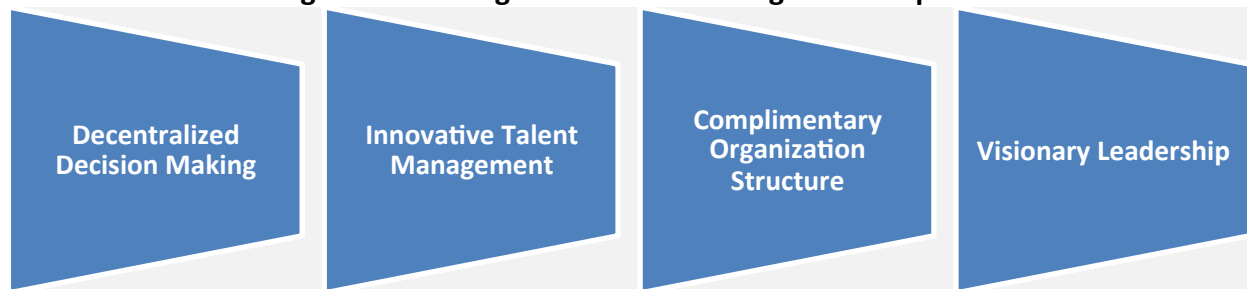 Decentralized
Decision Making
Innovative Talent
Management
Complimentary
Organization
Structure
Visionary Leadership